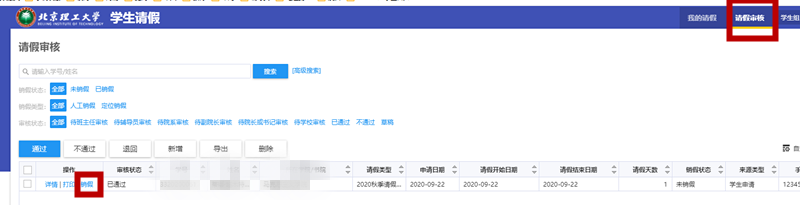 北京理工大学 学生请假 我的请假 请假审核 学生组
BEIJING INSTITUTE OF TECHNOLOGY
请假审核
请输入学号/姓名 搜索 [高级搜索]
销假状态: 全部 未销假 已销假
销假类型: 全部 人工销假 定位销假
审核状态: 全部 待班主任审核 待辅导员审核 待院系审核 待副院长审核 待院长或书记审核 待学校审核 已通过 不通过 草稿
通过 不通过 退回 新增 导出 删除
操作 审核状态 请假类型 申请日期 请假开始日期 请假结束日期 请假天数 销假状态 来源类型 手
详情 | 打印 销假 已通过 2020秋季请假... 2020-09-22 2020-09-22 2020-09-22 1 未销假 学生申请 12345